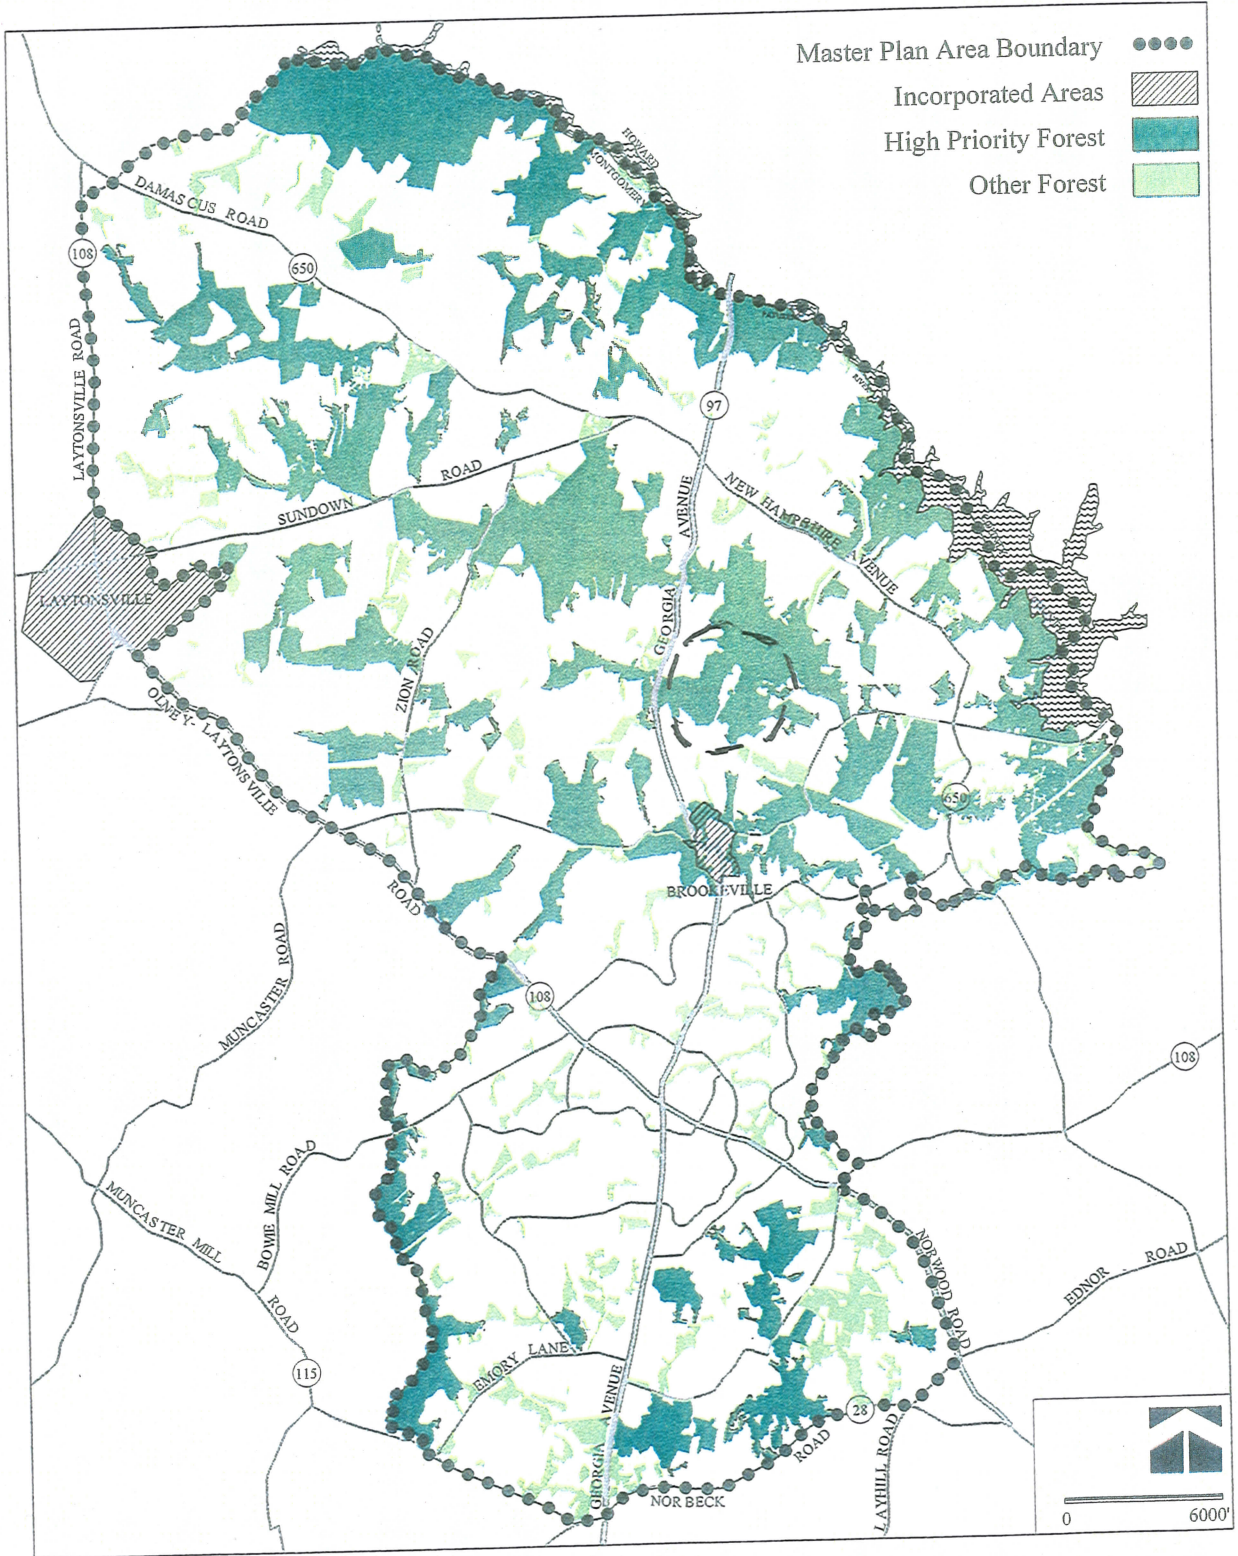 Master Plan Area Boundary
Incorporated Areas
High Priority Forest
Other Forest
HOWARD
MONTGOMERY
DAMASCUS ROAD
108
650
LAYTONSVILLE ROAD
97
SUNDOWN ROAD
AVENUE
NEW HAMPSHIRE
VENUE
LAYTONSVILLE
GEORGIA
ZION ROAD
OLNEY-LAYTONSVILLE
650
BROOKEVILLE
ROAD
MUNCASTER ROAD
108
108
BOWIE MILL ROAD
MUNCASTER MILL
ROAD
NORWOOD ROAD
EDNOR ROAD
115
EMORY LANE
AVENUE
GEORGIA
28
ROAD
NORBECK
LAYHILL ROAD
0 6000'